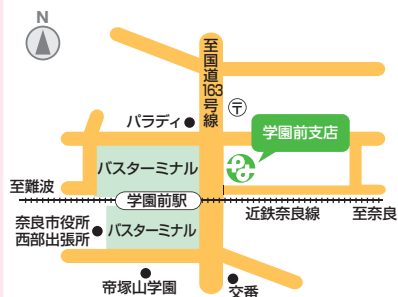 N
至国道163号線
〒
パラディ
学園前支店
バスターミナル
至難波
学園前駅
近鉄奈良線
至奈良
奈良市役所
西部出張所
バスターミナル
帝塚山学園
交番